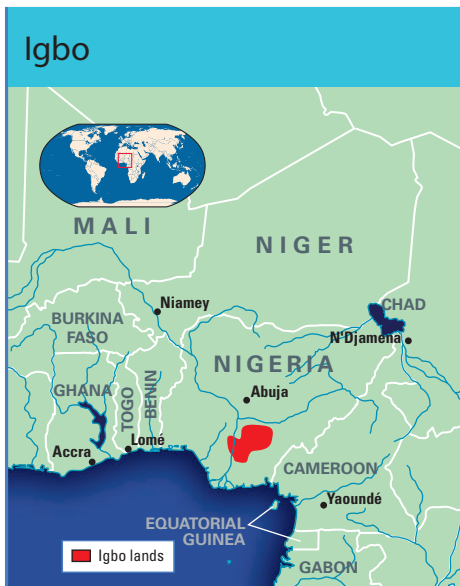 Igbo
MALI
NIGER
Niamey
CHAD
BURKINA
FASO
N'Djamena
NIGERIA
GHANA
TOGO
BENIN
Abuja
Lomé
Accra
CAMEROON
Yaoundé
EQUATORIAL
GUINEA
Igbo lands
GABON